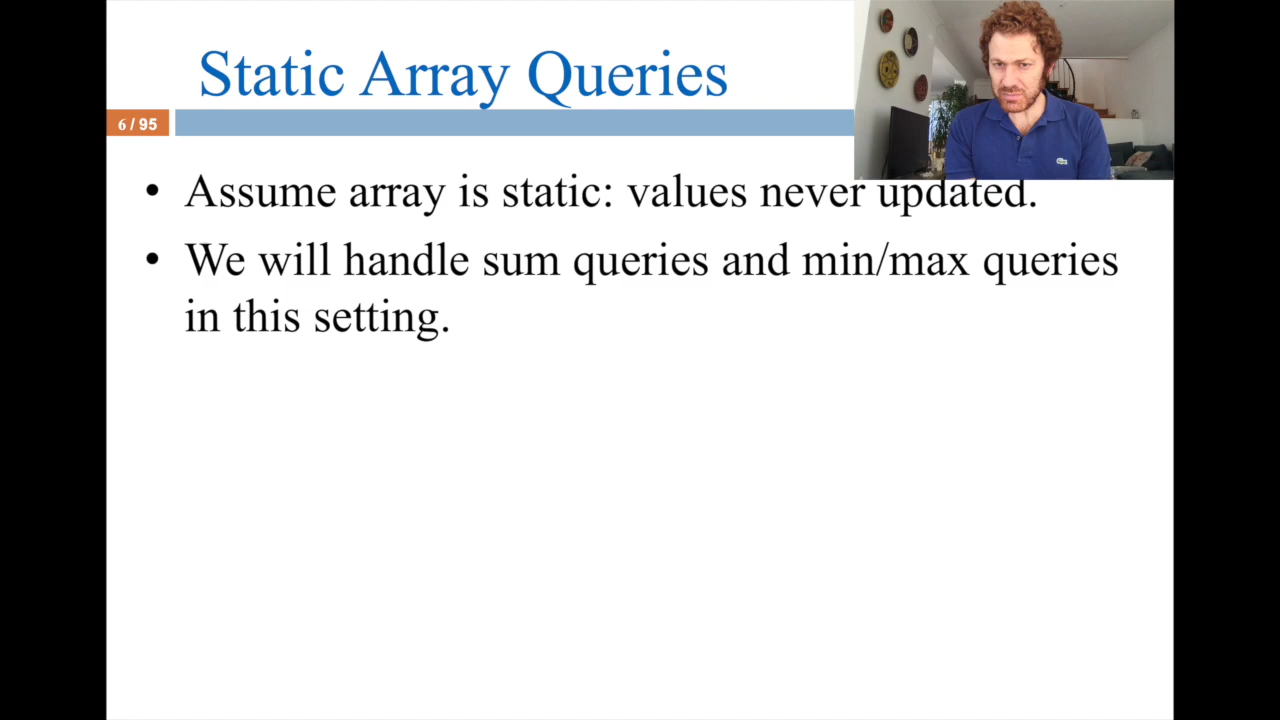 Static Array Queries
6 / 95
• Assume array is static: values never updated.
• We will handle sum queries and min/max queries
in this setting.